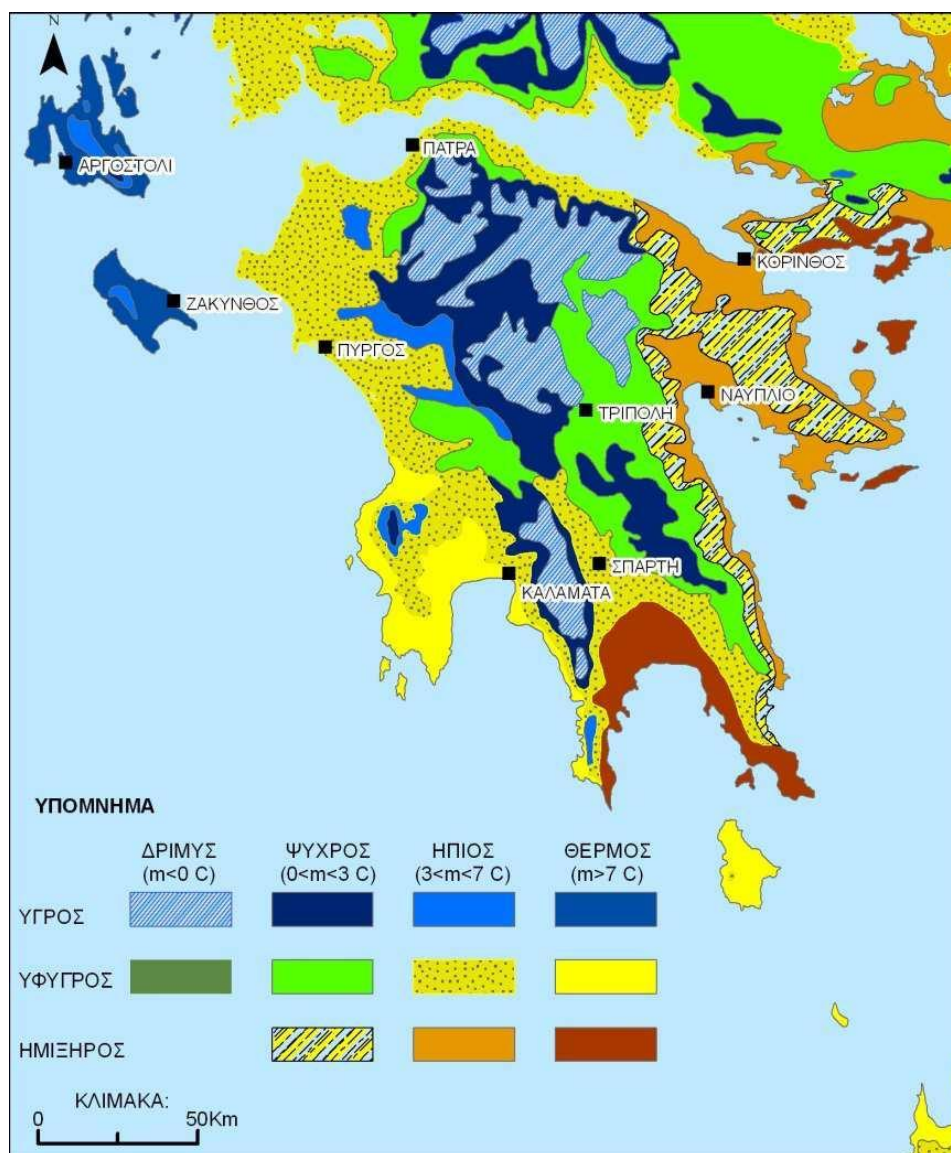 N
ΠΑΤΡΑ
ΑΡΓΟΣΤΟΛΙ
ΚΟΡΙΝΘΟΣ
ΖΑΚΥΝΘΟΣ
ΠΥΡΓΟΣ
ΝΑΥΠΛΙΟ
ΤΡΙΠΟΛΗ
ΣΠΑΡΤΗ
ΚΑΛΑΜΑΤΑ
ΥΠΟΜΝΗΜΑ
ΔΡΙΜΥΣ ΨΥΧΡΟΣ ΗΠΙΟΣ ΘΕΡΜΟΣ
(m<0 C) (0<m<3 C) (3<m<7 C) (m>7 C)
ΥΓΡΟΣ
ΥΦΥΓΡΟΣ
ΗΜΙΞΗΡΟΣ
ΚΛΙΜΑΚΑ:
0 50Km